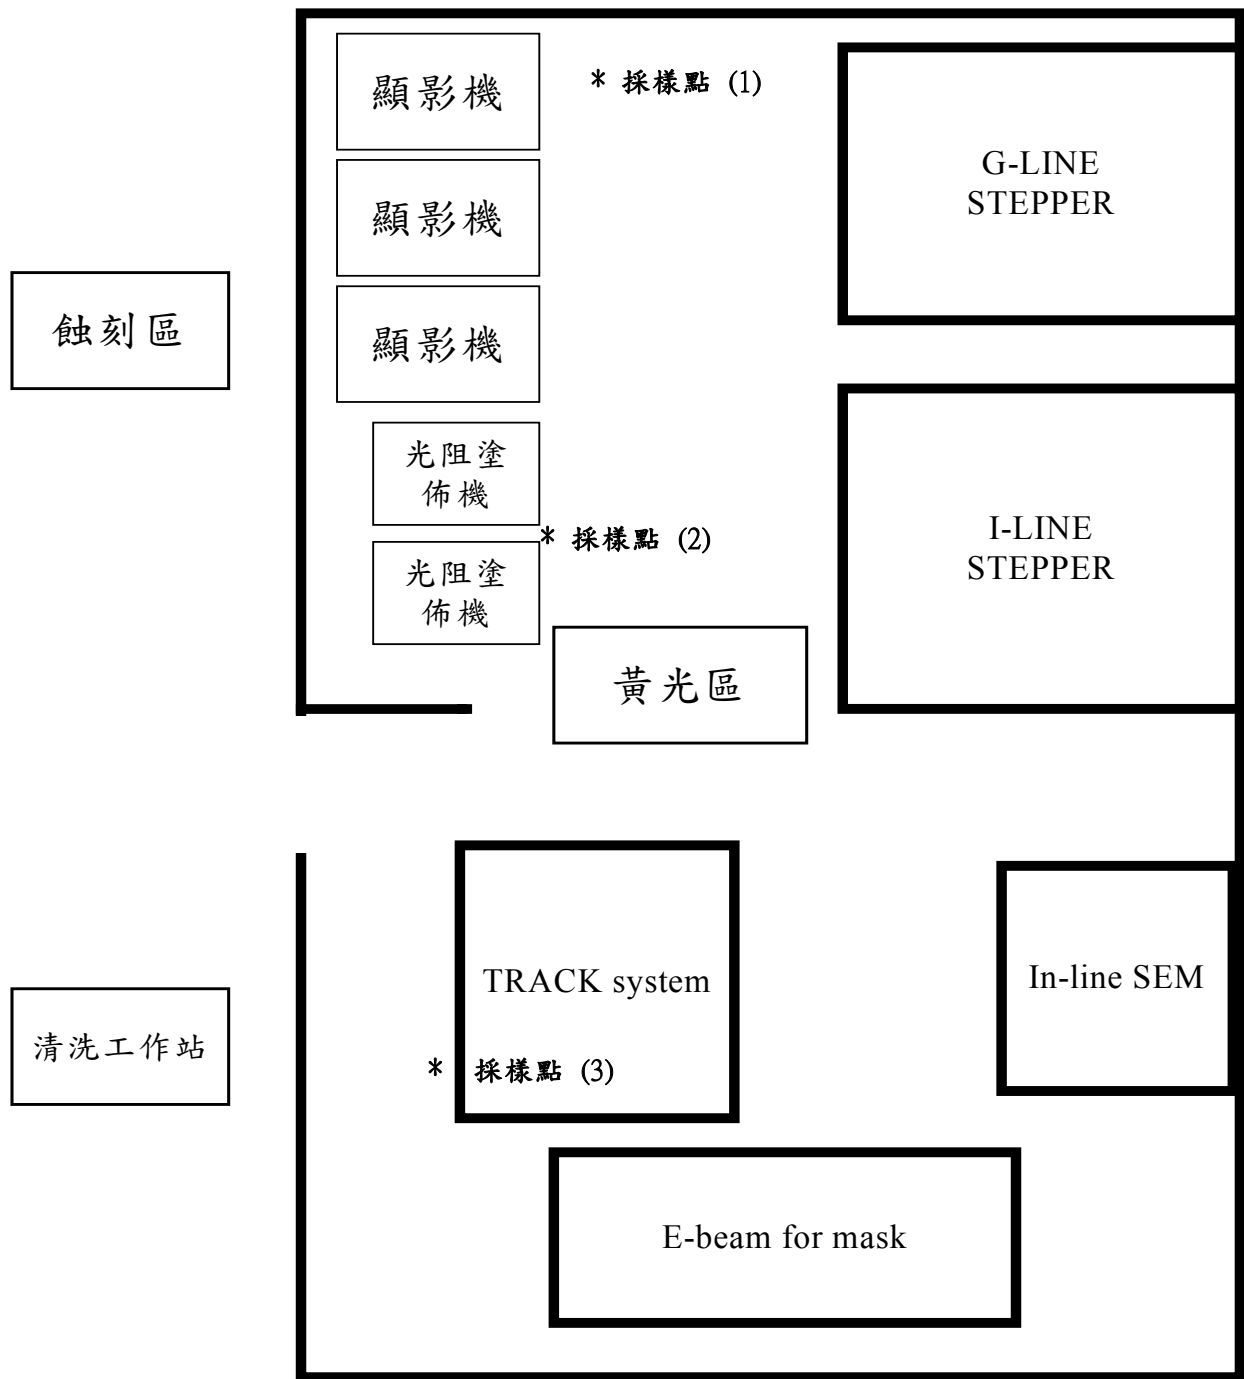 顯影機
* 採樣點 (1)
G-LINE
STEPPER
顯影機
蝕刻區
顯影機
光阻塗
佈機
* 採樣點 (2)
I-LINE
STEPPER
光阻塗
佈機
黃光區
TRACK system
In-line SEM
清洗工作站
* 採樣點 (3)
E-beam for mask